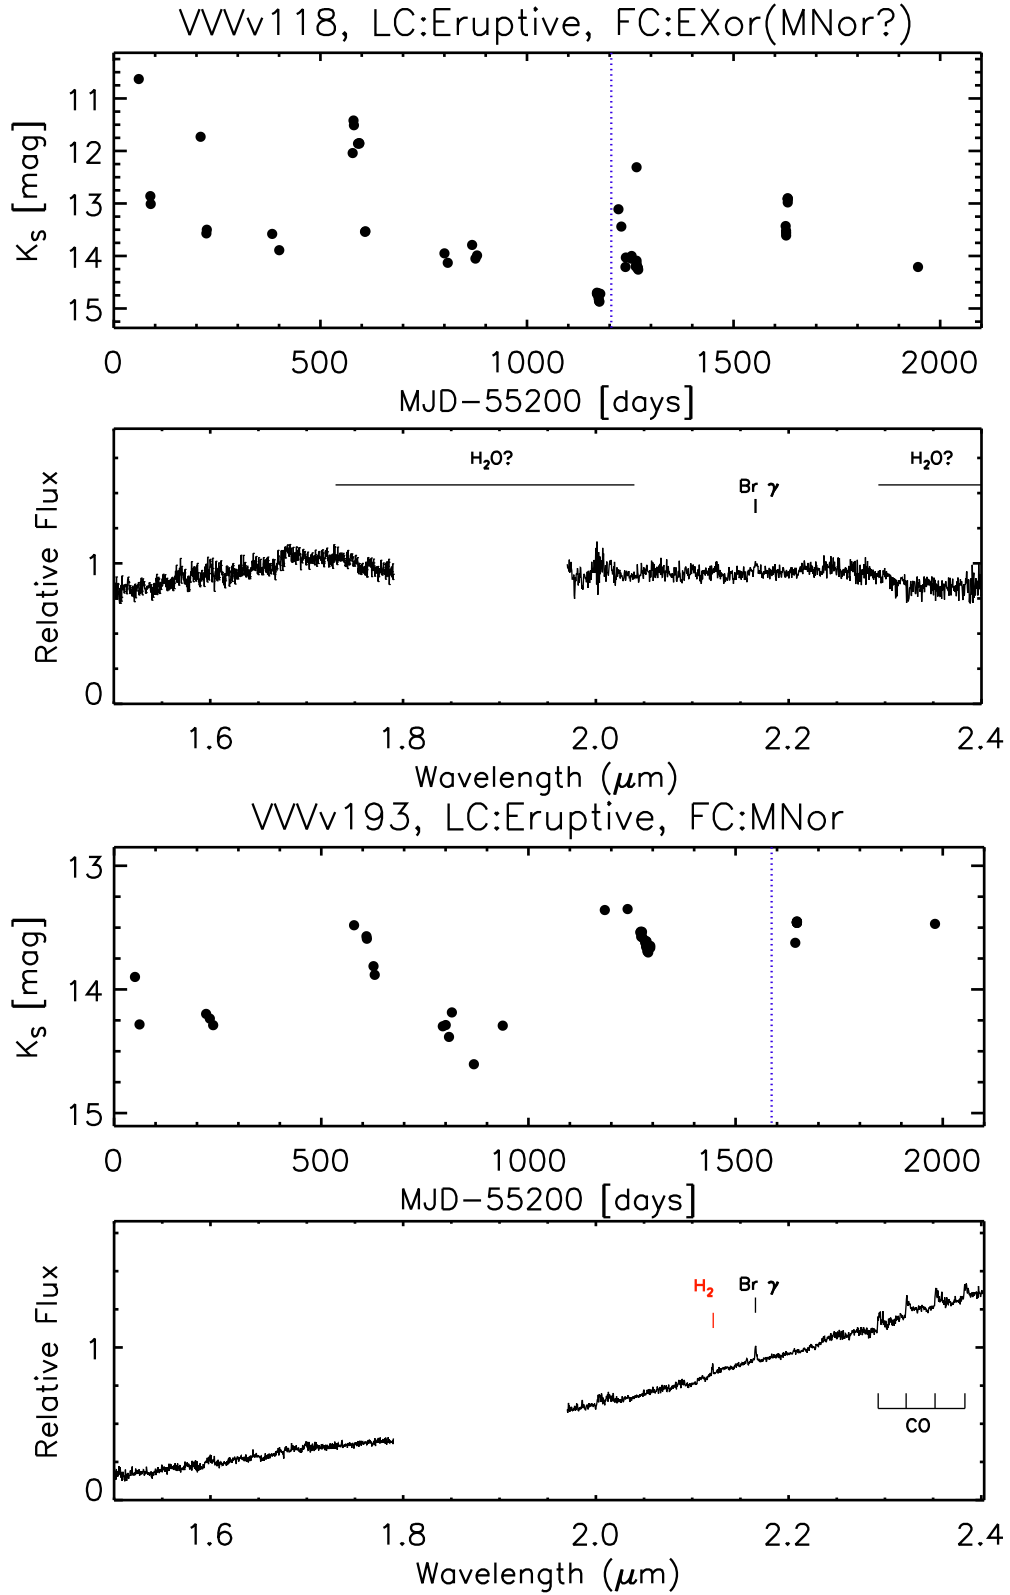 VVVv118, LC:Eruptive, FC:EXor(MNor?)
K_S [mag]
11
12
13
14
15
0 500 1000 1500 2000
MJD-55200 [days]
Relative Flux
1
0
H₂O? H₂O?
Br γ
1.6 1.8 2.0 2.2 2.4
Wavelength (μm)
VVVv193, LC:Eruptive, FC:MNor
K_S [mag]
13
14
15
0 500 1000 1500 2000
MJD-55200 [days]
Relative Flux
1
0
H₂ Br γ
CO
1.6 1.8 2.0 2.2 2.4
Wavelength (μm)